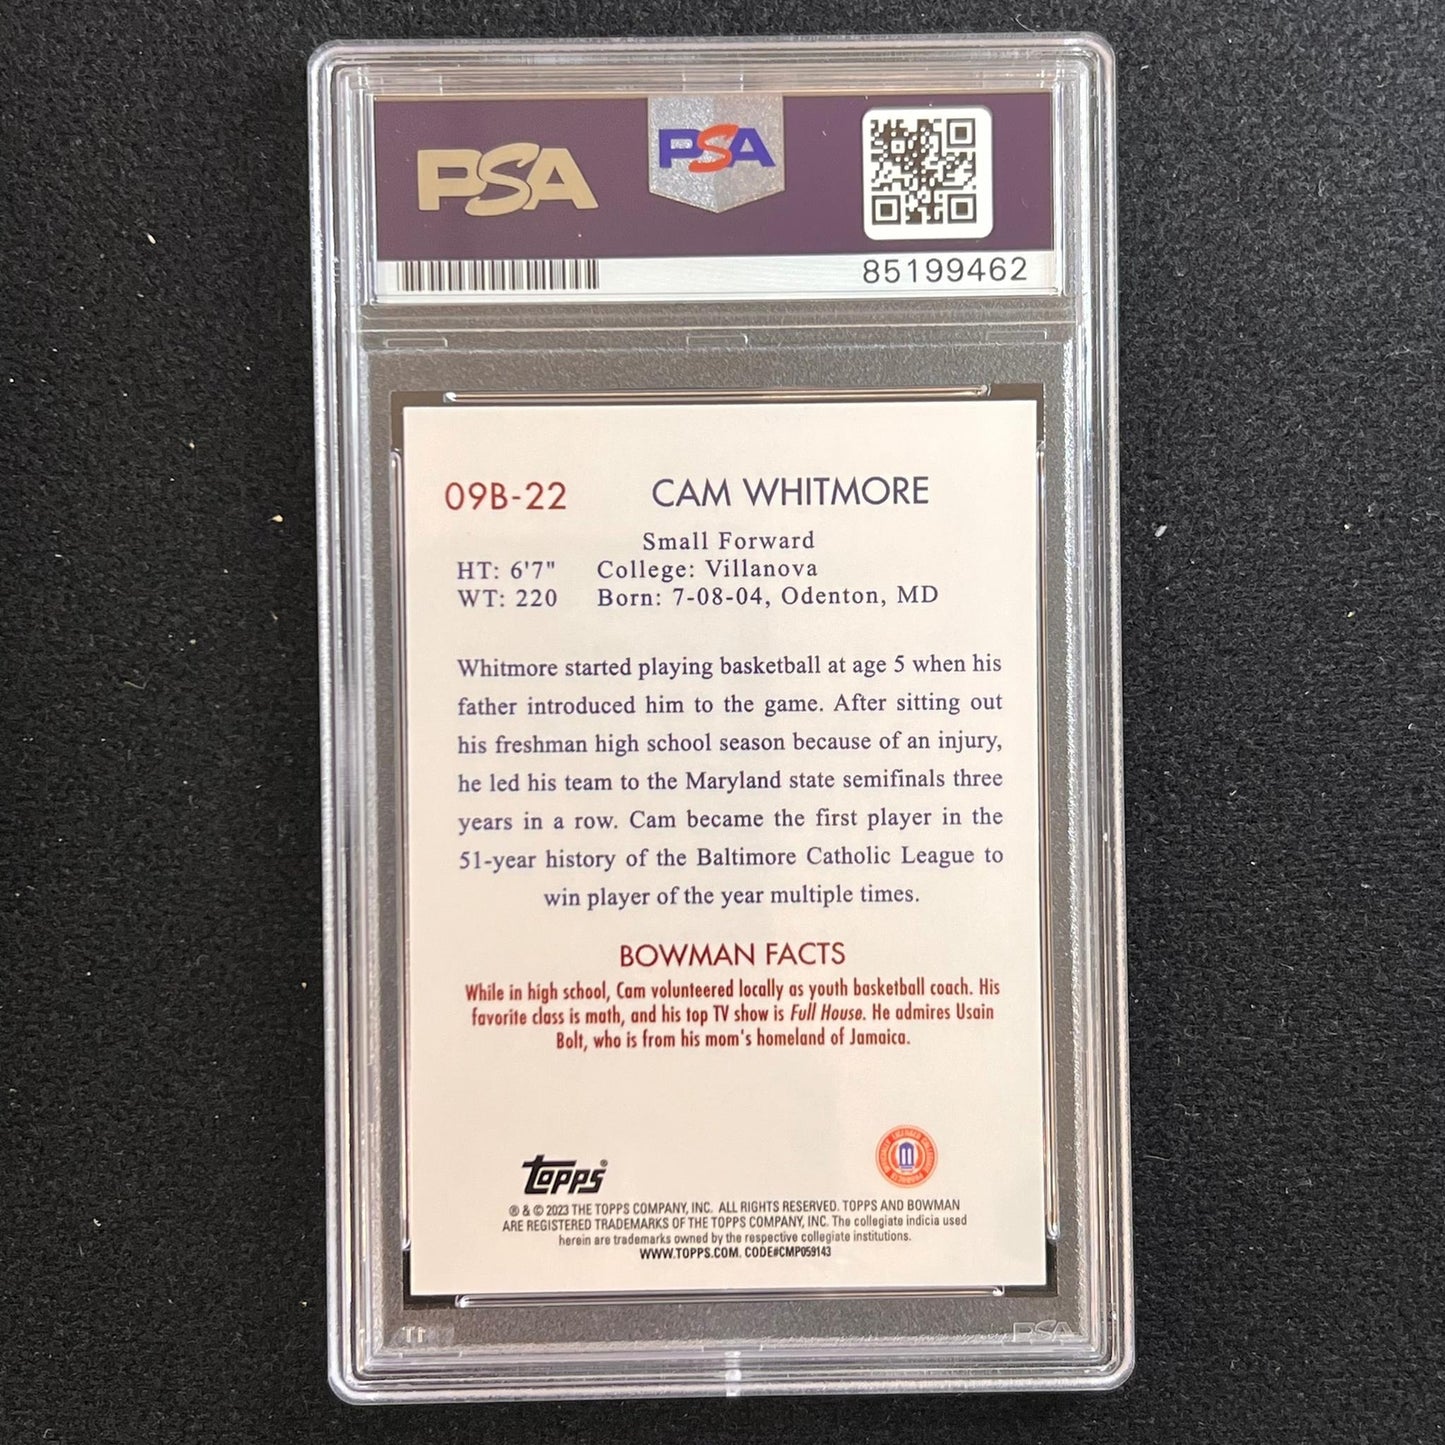 PSA
PSA
85199462
09B-22 CAM WHITMORE
Small Forward
HT: 6'7" College: Villanova
WT: 220 Born: 7-08-04, Odenton, MD
Whitmore started playing basketball at age 5 when his
father introduced him to the game. After sitting out
his freshman high school season because of an injury,
he led his team to the Maryland state semifinals three
years in a row. Cam became the first player in the
51-year history of the Baltimore Catholic League to
win player of the year multiple times.
BOWMAN FACTS
While in high school, Cam volunteered locally as youth basketball coach. His
favorite class is math, and his top TV show is Full House. He admires Usain
Bolt, who is from his mom's homeland of Jamaica.
Topps®
® & © 2023 THE TOPPS COMPANY, INC. ALL RIGHTS RESERVED. TOPPS AND BOWMAN
ARE REGISTERED TRADEMARKS OF THE TOPPS COMPANY, INC. The collegiate indicia used
herein are trademarks owned by the respective collegiate institutions.
WWW.TOPPS.COM. CODE#CMP059143
PSA